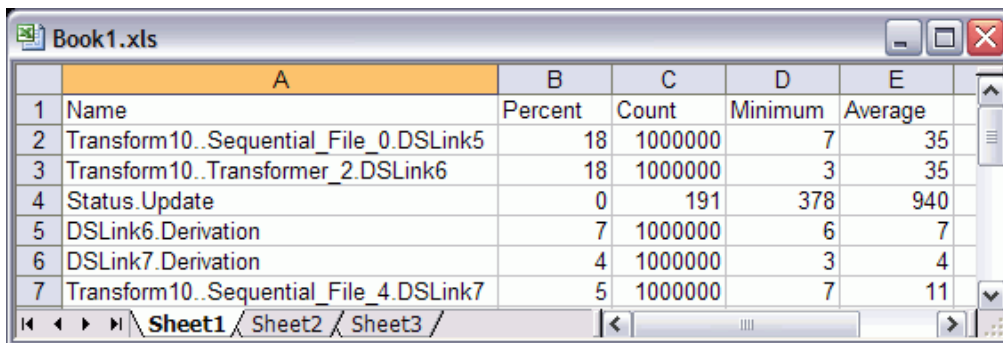 Book1.xls
A B C D E
1 Name Percent Count Minimum Average
2 Transform10..Sequential_File_0.DSLink5 18 1000000 7 35
3 Transform10..Transformer_2.DSLink6 18 1000000 3 35
4 Status.Update 0 191 378 940
5 DSLink6.Derivation 7 1000000 6 7
6 DSLink7.Derivation 4 1000000 3 4
7 Transform10..Sequential_File_4.DSLink7 5 1000000 7 11
Sheet1 Sheet2 Sheet3